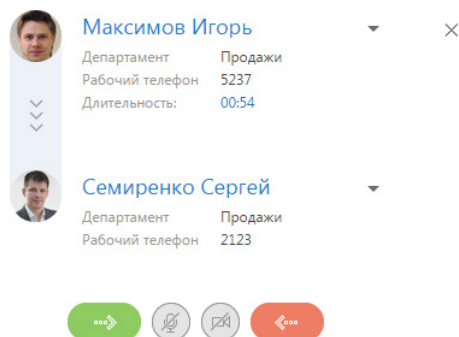 Максимов Игорь
Департамент Продажи
Рабочий телефон 5237
Длительность: 00:54
Семиренко Сергей
Департамент Продажи
Рабочий телефон 2123